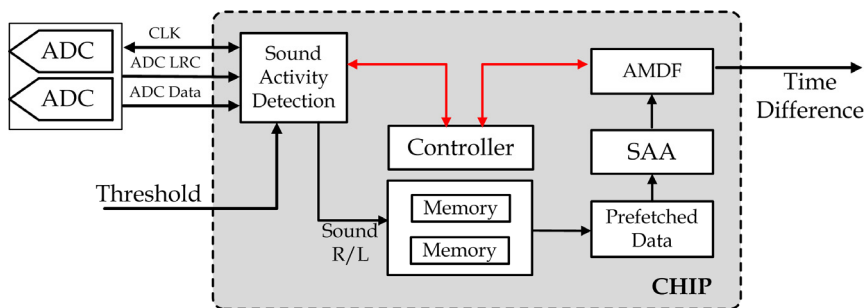 ADC
ADC
CLK
ADC LRC
ADC Data
Sound
Activity
Detection
Threshold
Controller
Sound
R/L
Memory
Memory
AMDF
SAA
Prefetched
Data
Time
Difference
CHIP